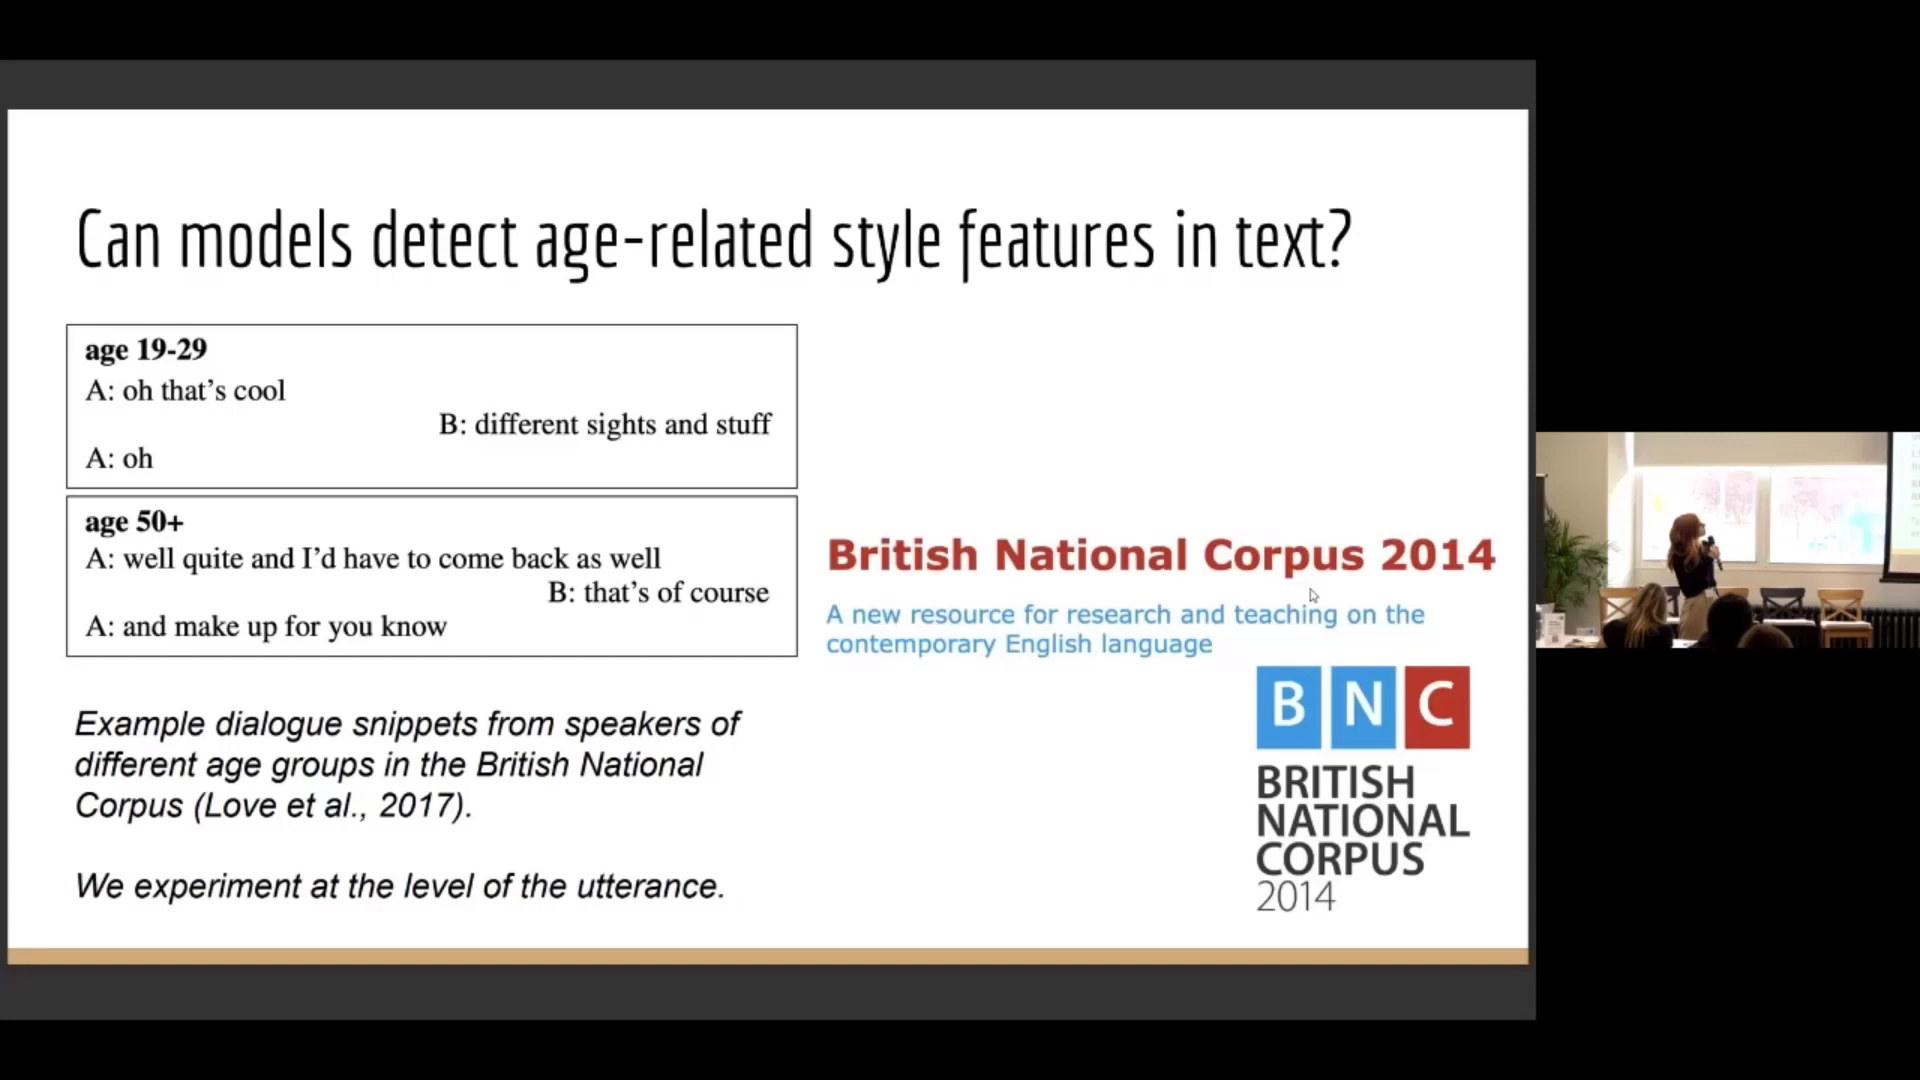 Can models detect age-related style features in text?
age 19-29
A: oh that's cool
B: different sights and stuff
A: oh
age 50+
A: well quite and I'd have to come back as well
B: that's of course
A: and make up for you know
Example dialogue snippets from speakers of
different age groups in the British National
Corpus (Love et al., 2017).
We experiment at the level of the utterance.
British National Corpus 2014
A new resource for research and teaching on the
contemporary English language
B N C
BRITISH
NATIONAL
CORPUS
2014